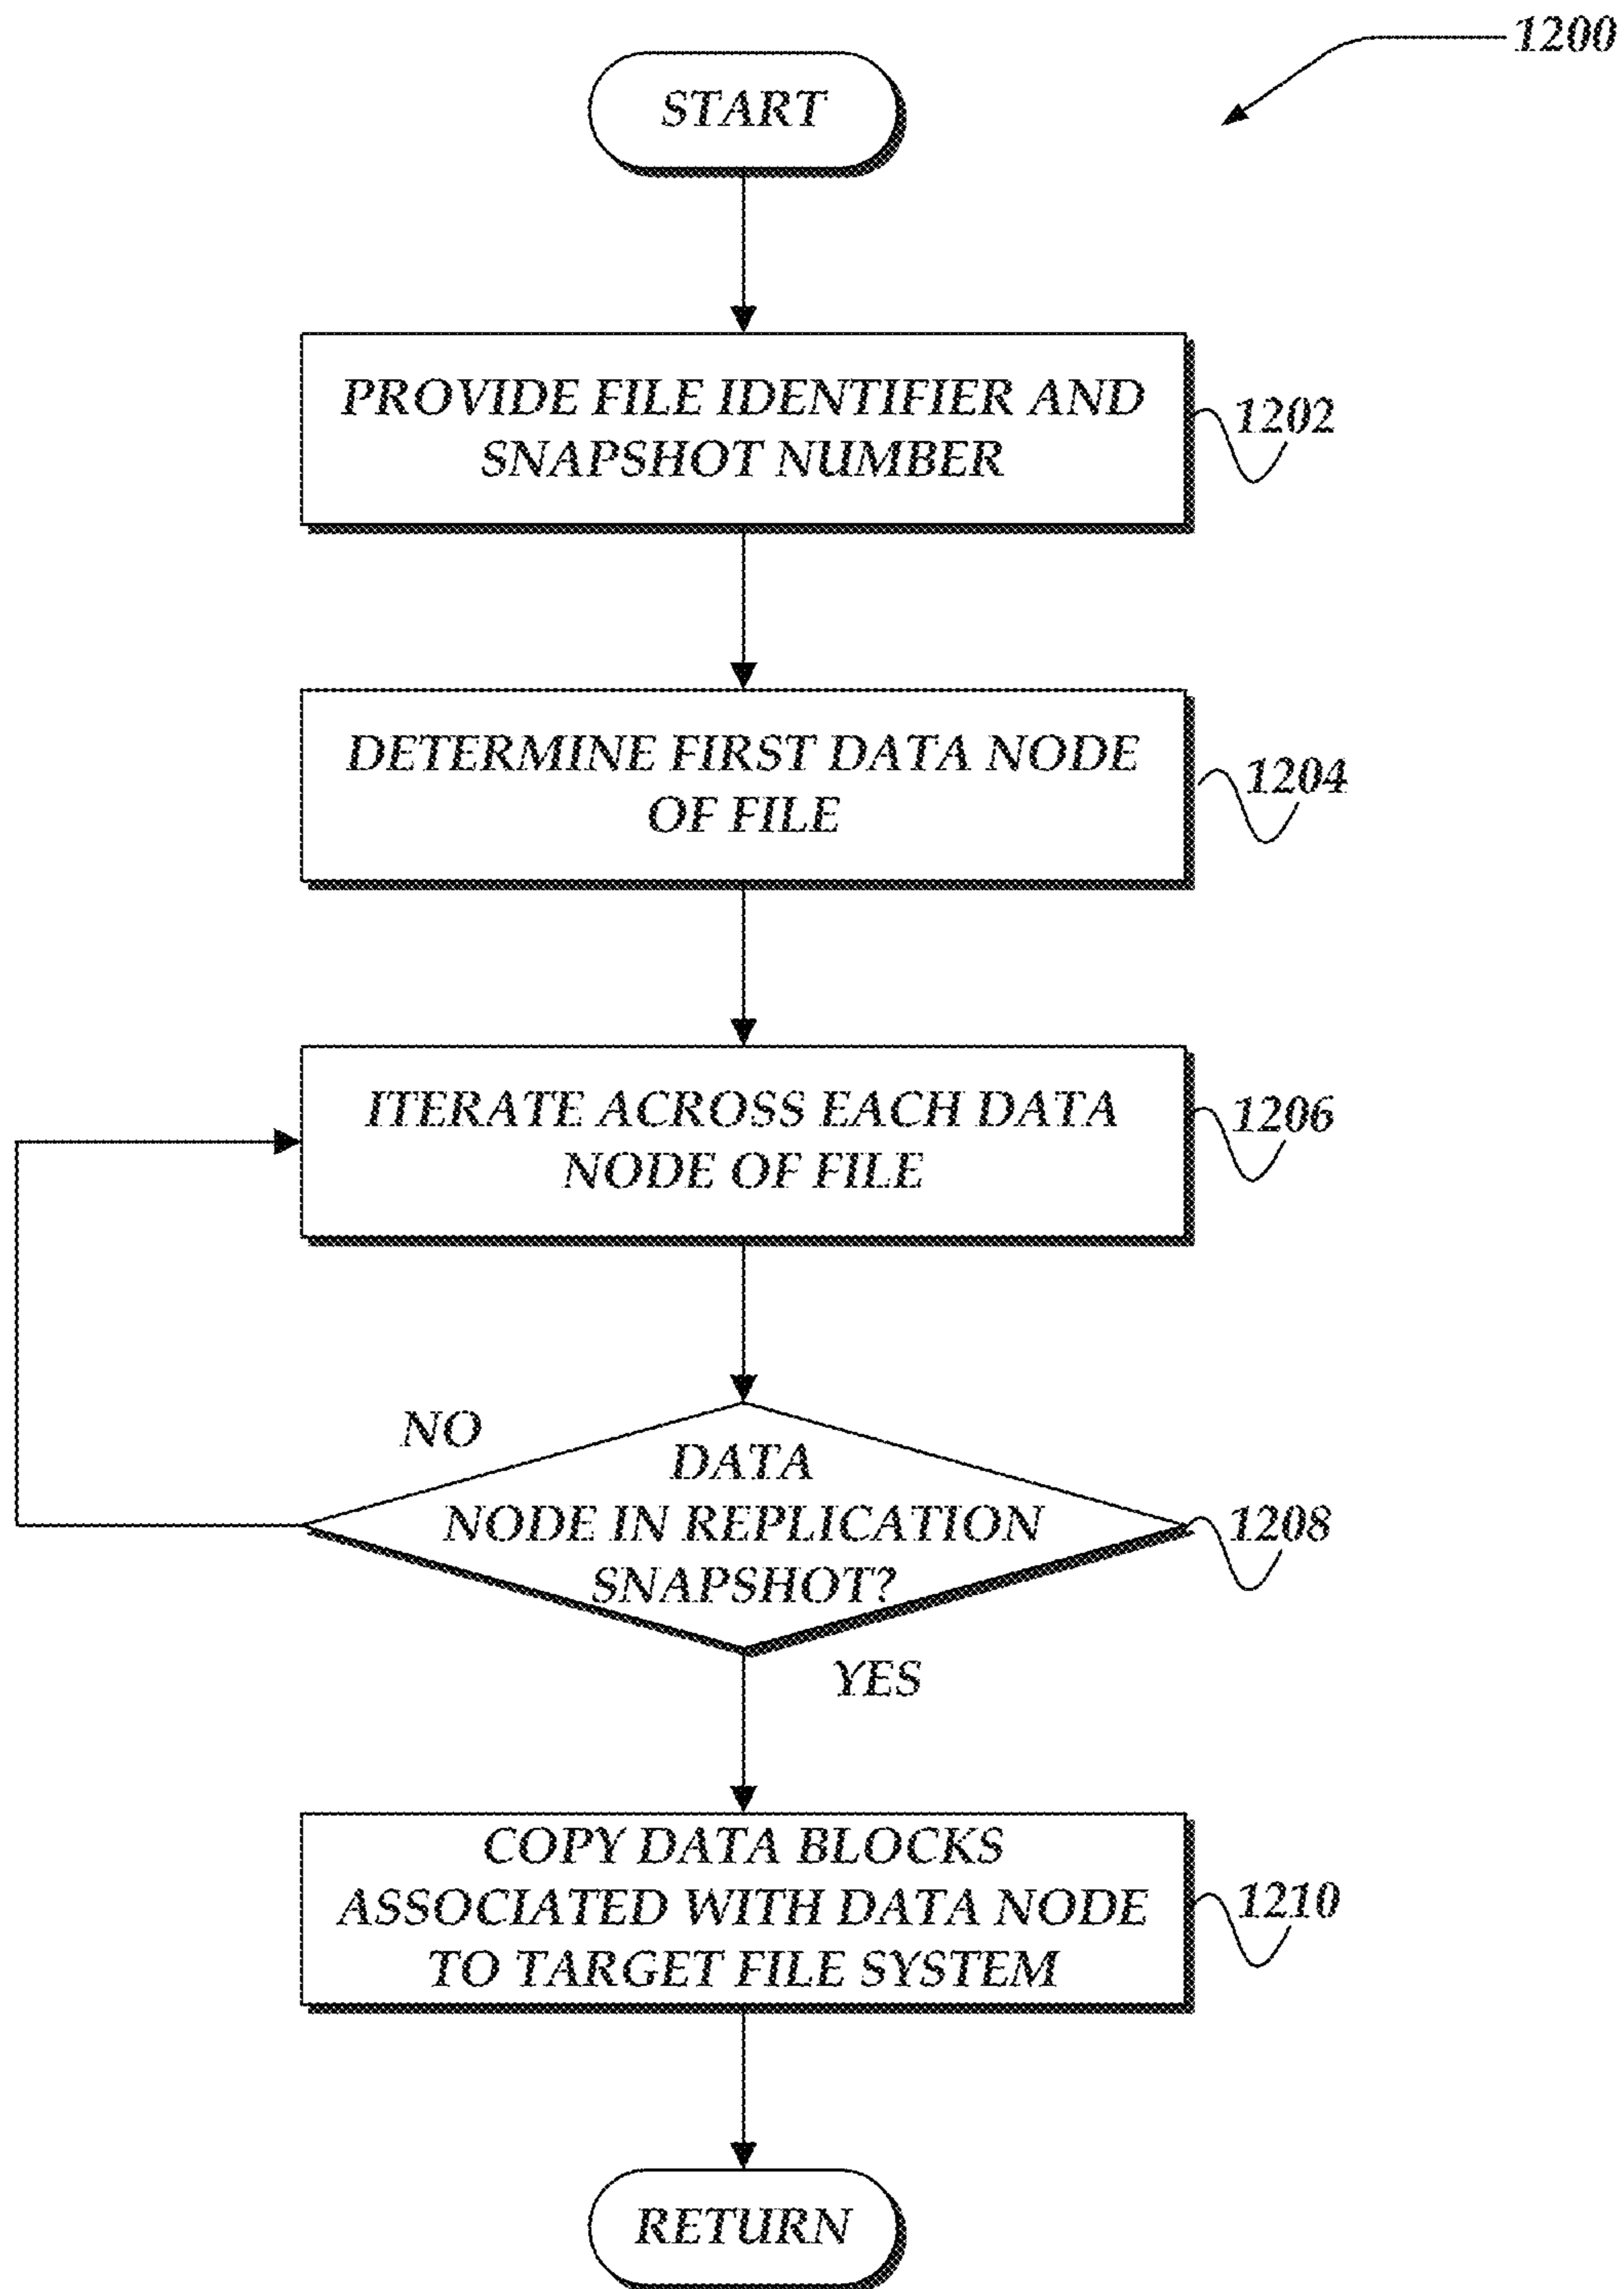 1200
START
PROVIDE FILE IDENTIFIER AND
SNAPSHOT NUMBER
1202
DETERMINE FIRST DATA NODE
OF FILE
1204
ITERATE ACROSS EACH DATA
NODE OF FILE
1206
NO
DATA
NODE IN REPLICATION
SNAPSHOT?
1208
YES
COPY DATA BLOCKS
ASSOCIATED WITH DATA NODE
TO TARGET FILE SYSTEM
1210
RETURN